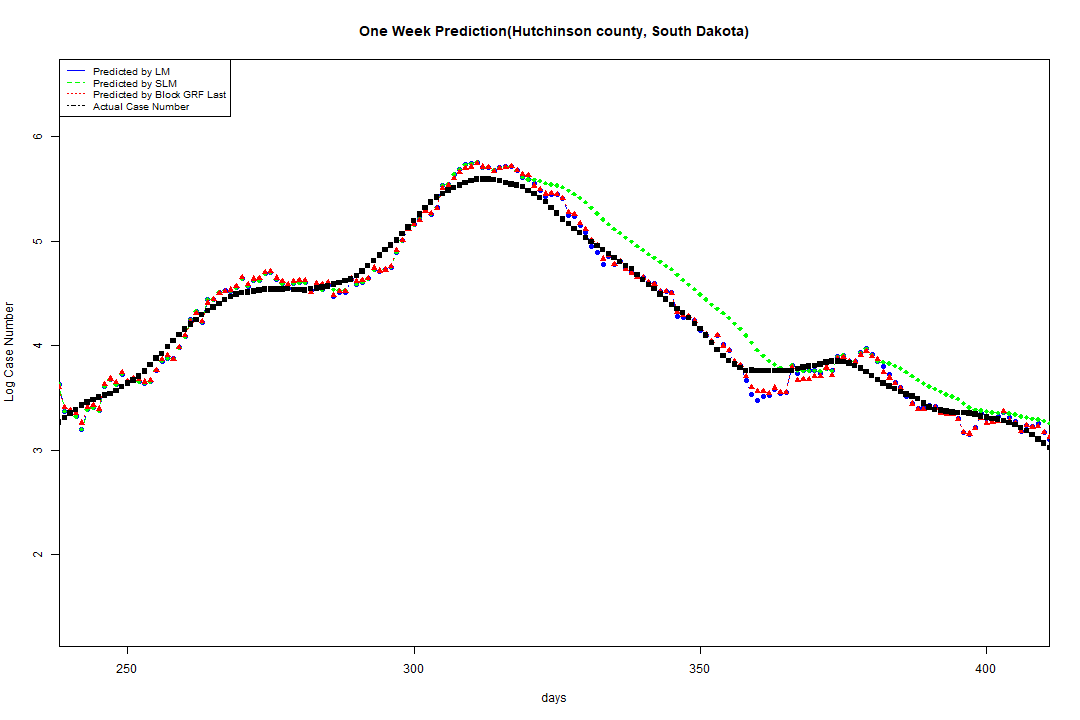 One Week Prediction(Hutchinson county, South Dakota)
Predicted by LM
Predicted by SLM
Predicted by Block GRF Last
Actual Case Number
Log Case Number
6
5
4
3
2
250
300
350
400
days